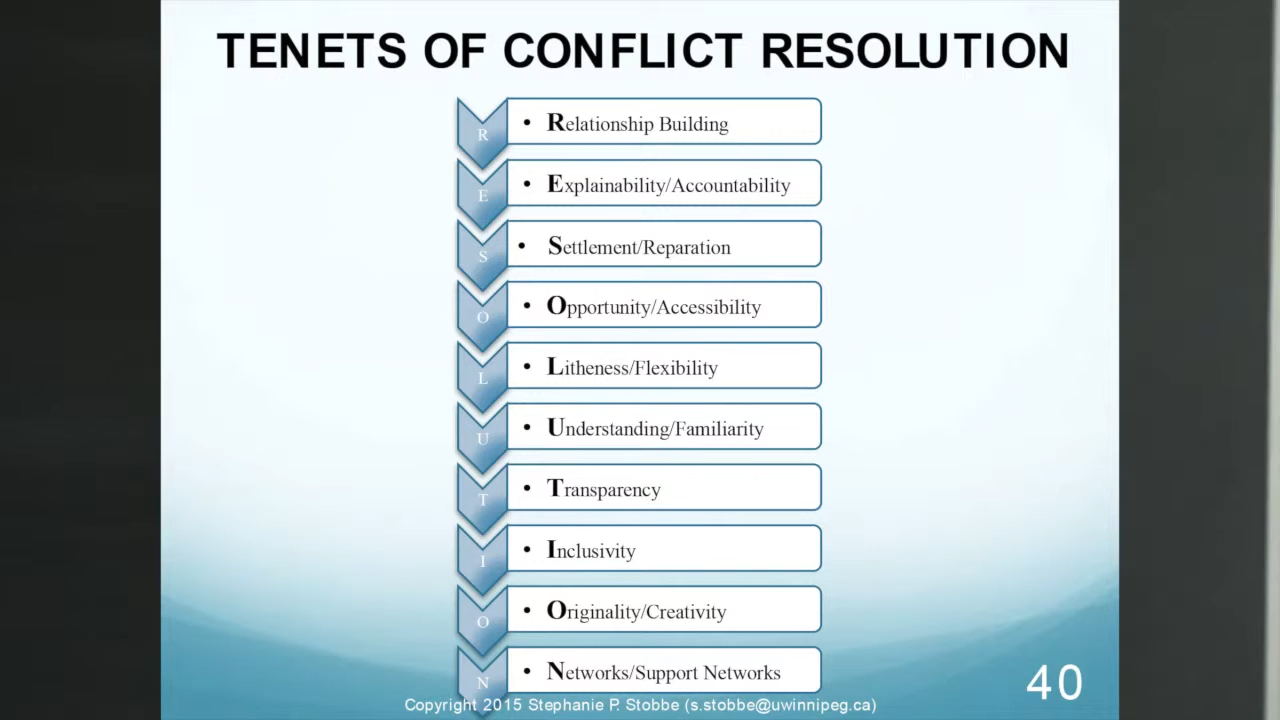 TENETS OF CONFLICT RESOLUTION
R
• Relationship Building
E
• Explainability/Accountability
S
• Settlement/Reparation
O
• Opportunity/Accessibility
L
• Litheness/Flexibility
U
• Understanding/Familiarity
T
• Transparency
I
• Inclusivity
O
• Originality/Creativity
N
• Networks/Support Networks
40
Copyright 2015 Stephanie P. Stobbe (s.stobbe@uwinnipeg.ca)